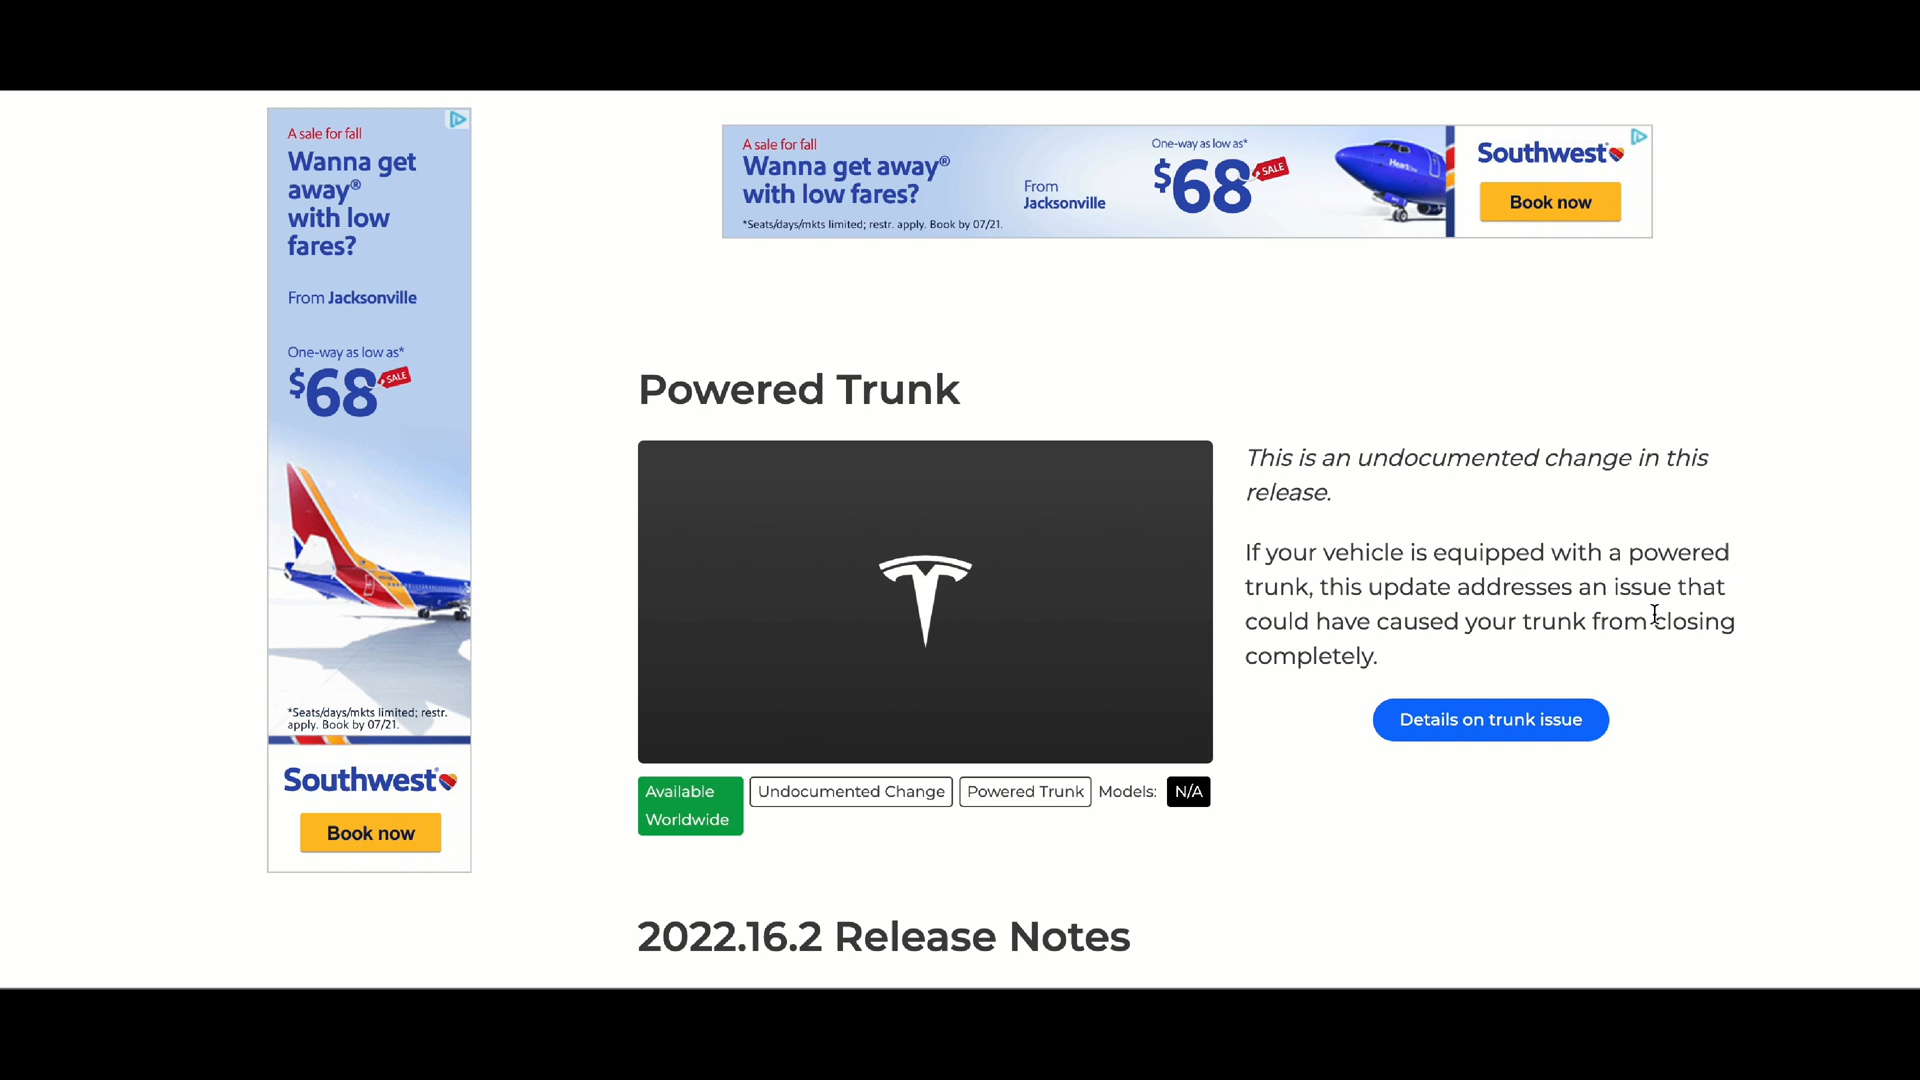 A sale for fall
Wanna get
away®
with low
fares?
From Jacksonville
One-way as low as*
$68
SALE
*Seats/days/mkts limited; restr.
apply. Book by 07/21.
Southwest®
Book now
A sale for fall
Wanna get away®
with low fares?
*Seats/days/mkts limited; restr. apply. Book by 07/21.
From
Jacksonville
One-way as low as*
$68
SALE
Heart
Southwest®
Book now
Powered Trunk
This is an undocumented change in this
release.
If your vehicle is equipped with a powered
trunk, this update addresses an issue that
could have caused your trunk from closing
completely.
Details on trunk issue
Available
Worldwide
Undocumented Change
Powered Trunk
Models:
N/A
2022.16.2 Release Notes